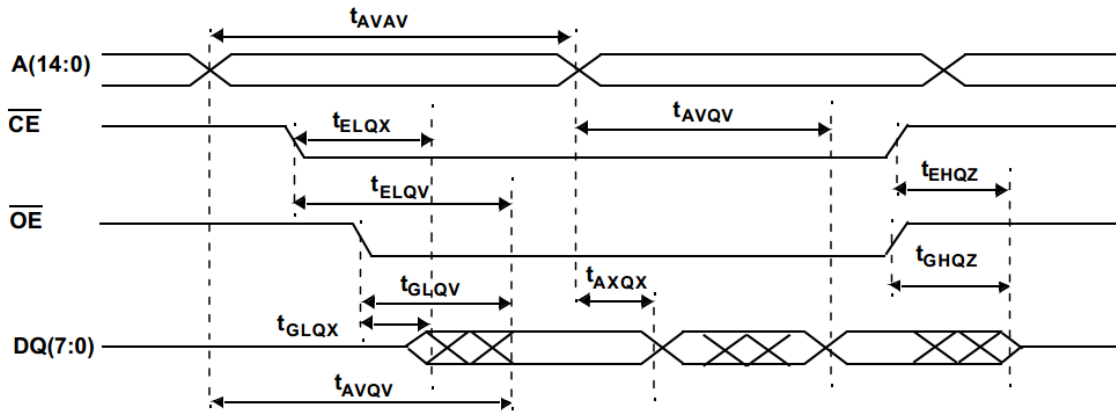 tAVAV
A(14:0)
CE
tELQX
tAVQV
tELQV
tEHQZ
OE
tGHQZ
tGLQV
tAXQX
tGLQX
DQ(7:0)
tAVQV